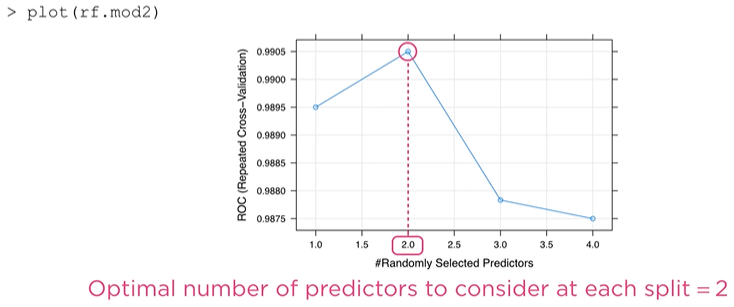 > plot(rf.mod2)
ROC (Repeated Cross-Validation)
0.9905
0.9900
0.9895
0.9890
0.9885
0.9880
0.9875
1.0 1.5 2.0 2.5 3.0 3.5 4.0
#Randomly Selected Predictors
Optimal number of predictors to consider at each split = 2